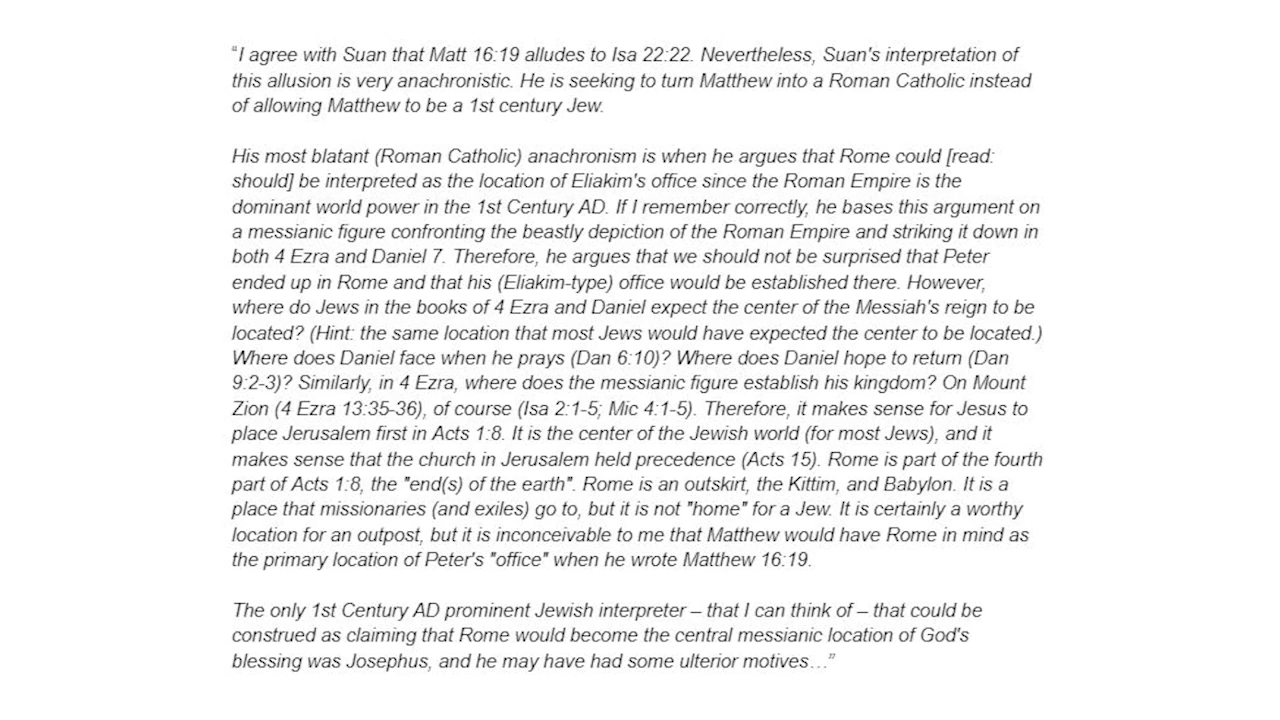 “I agree with Suan that Matt 16:19 alludes to Isa 22:22. Nevertheless, Suan's interpretation of
this allusion is very anachronistic. He is seeking to turn Matthew into a Roman Catholic instead
of allowing Matthew to be a 1st century Jew.
His most blatant (Roman Catholic) anachronism is when he argues that Rome could [read:
should] be interpreted as the location of Eliakim's office since the Roman Empire is the
dominant world power in the 1st Century AD. If I remember correctly, he bases this argument on
a messianic figure confronting the beastly depiction of the Roman Empire and striking it down in
both 4 Ezra and Daniel 7. Therefore, he argues that we should not be surprised that Peter
ended up in Rome and that his (Eliakim-type) office would be established there. However,
where do Jews in the books of 4 Ezra and Daniel expect the center of the Messiah's reign to be
located? (Hint: the same location that most Jews would have expected the center to be located.)
Where does Daniel face when he prays (Dan 6:10)? Where does Daniel hope to return (Dan
9:2-3)? Similarly, in 4 Ezra, where does the messianic figure establish his kingdom? On Mount
Zion (4 Ezra 13:35-36), of course (Isa 2:1-5; Mic 4:1-5). Therefore, it makes sense for Jesus to
place Jerusalem first in Acts 1:8. It is the center of the Jewish world (for most Jews), and it
makes sense that the church in Jerusalem held precedence (Acts 15). Rome is part of the fourth
part of Acts 1:8, the "end(s) of the earth". Rome is an outskirt, the Kittim, and Babylon. It is a
place that missionaries (and exiles) go to, but it is not "home" for a Jew. It is certainly a worthy
location for an outpost, but it is inconceivable to me that Matthew would have Rome in mind as
the primary location of Peter's "office" when he wrote Matthew 16:19.
The only 1st Century AD prominent Jewish interpreter – that I can think of – that could be
construed as claiming that Rome would become the central messianic location of God's
blessing was Josephus, and he may have had some ulterior motives…”